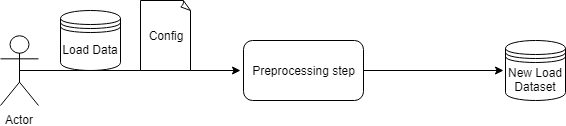 Load Data
Config
Preprocessing step
New Load
Dataset
Actor